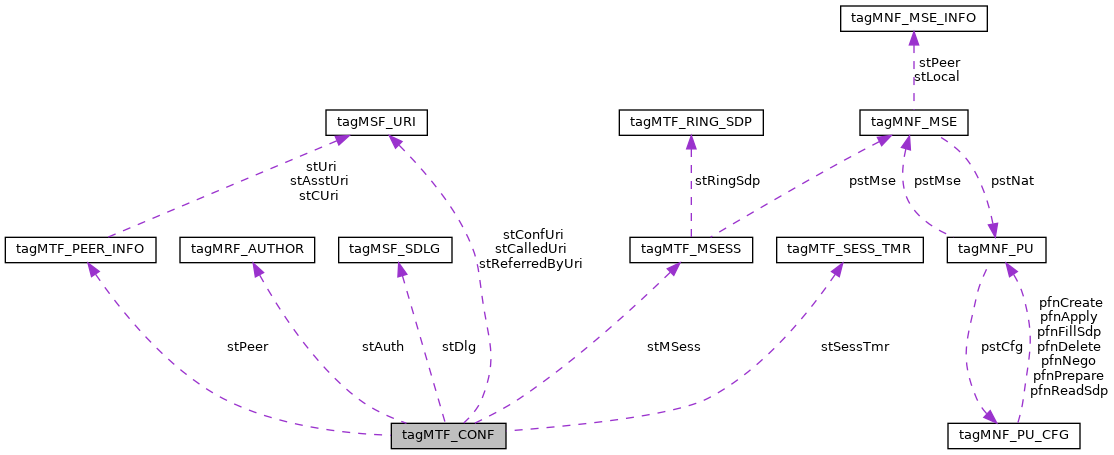 tagMNF_MSE_INFO
stPeer
stLocal
tagMSF_URI
tagMTF_RING_SDP
tagMNF_MSE
stUri
stAsstUri
stCUri
stRingSdp
pstMse
pstMse
pstNat
stConfUri
stCalledUri
stReferredByUri
tagMTF_PEER_INFO
tagMRF_AUTHOR
tagMSF_SDLG
tagMTF_MSESS
tagMTF_SESS_TMR
tagMNF_PU
pfnCreate
pfnApply
pfnFillSdp
pfnDelete
pfnNego
pfnPrepare
pfnReadSdp
stPeer
stAuth
stDlg
stMSess
stSessTmr
pstCfg
tagMTF_CONF
tagMNF_PU_CFG